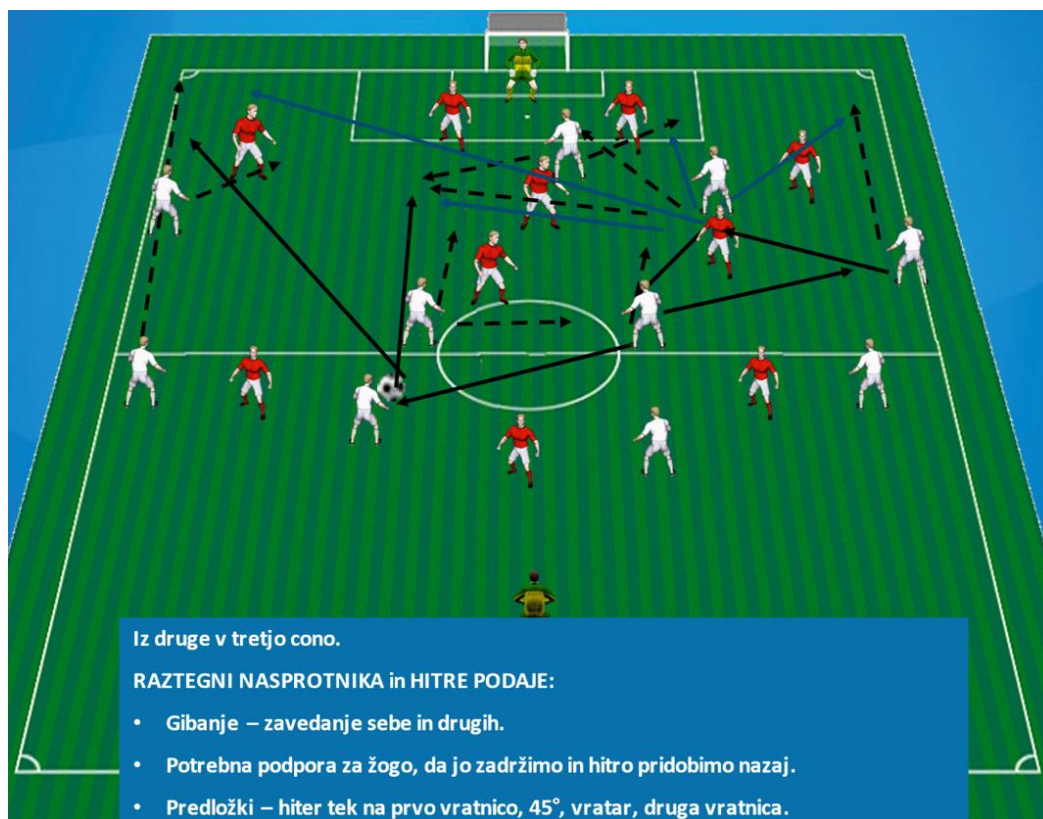 Iz druge v tretjo cono.
RAZTEGNI NASPROTNIKA in HITRE PODAJE:
• Gibanje – zavedanje sebe in drugih.
• Potrebna podpora za žogo, da jo zadržimo in hitro pridobimo nazaj.
• Predložki – hiter tek na prvo vratnico, 45°, vratar, druga vratnica.